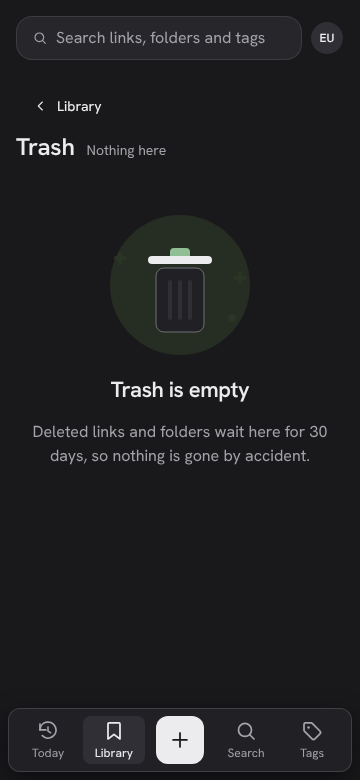 Search links, folders and tags
EU
Library
Trash
Nothing here
Trash is empty
Deleted links and folders wait here for 30
days, so nothing is gone by accident.
Today
Library
Search
Tags